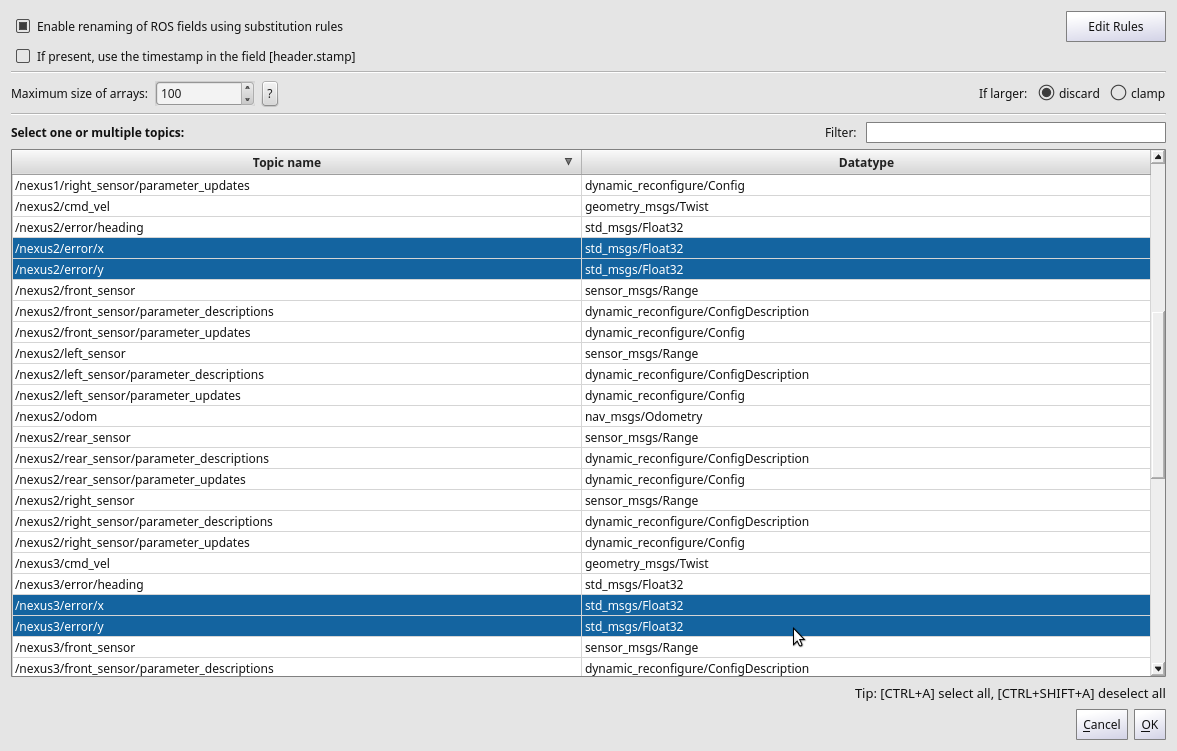 Enable renaming of ROS fields using substitution rules
Edit Rules
If present, use the timestamp in the field [header.stamp]
Maximum size of arrays: 100 ? If larger: discard clamp
Select one or multiple topics: Filter:
Topic name Datatype
/nexus1/right_sensor/parameter_updates dynamic_reconfigure/Config
/nexus2/cmd_vel geometry_msgs/Twist
/nexus2/error/heading std_msgs/Float32
/nexus2/error/x std_msgs/Float32
/nexus2/error/y std_msgs/Float32
/nexus2/front_sensor sensor_msgs/Range
/nexus2/front_sensor/parameter_descriptions dynamic_reconfigure/ConfigDescription
/nexus2/front_sensor/parameter_updates dynamic_reconfigure/Config
/nexus2/left_sensor sensor_msgs/Range
/nexus2/left_sensor/parameter_descriptions dynamic_reconfigure/ConfigDescription
/nexus2/left_sensor/parameter_updates dynamic_reconfigure/Config
/nexus2/odom nav_msgs/Odometry
/nexus2/rear_sensor sensor_msgs/Range
/nexus2/rear_sensor/parameter_descriptions dynamic_reconfigure/ConfigDescription
/nexus2/rear_sensor/parameter_updates dynamic_reconfigure/Config
/nexus2/right_sensor sensor_msgs/Range
/nexus2/right_sensor/parameter_descriptions dynamic_reconfigure/ConfigDescription
/nexus2/right_sensor/parameter_updates dynamic_reconfigure/Config
/nexus3/cmd_vel geometry_msgs/Twist
/nexus3/error/heading std_msgs/Float32
/nexus3/error/x std_msgs/Float32
/nexus3/error/y std_msgs/Float32
/nexus3/front_sensor sensor_msgs/Range
/nexus3/front_sensor/parameter_descriptions dynamic_reconfigure/ConfigDescription
Tip: [CTRL+A] select all, [CTRL+SHIFT+A] deselect all
Cancel OK